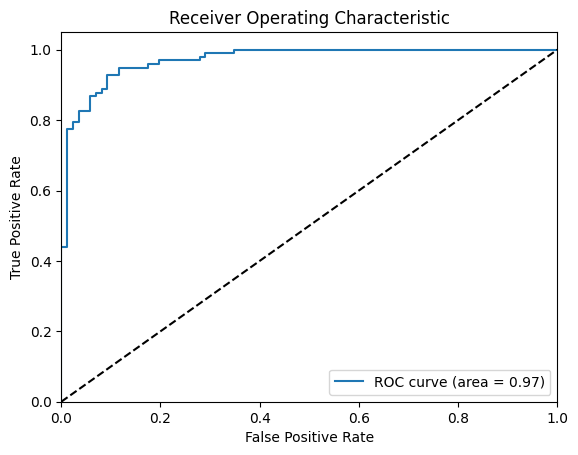 Receiver Operating Characteristic
True Positive Rate
1.0
0.8
0.6
0.4
0.2
0.0
ROC curve (area = 0.97)
0.0 0.2 0.4 0.6 0.8 1.0
False Positive Rate